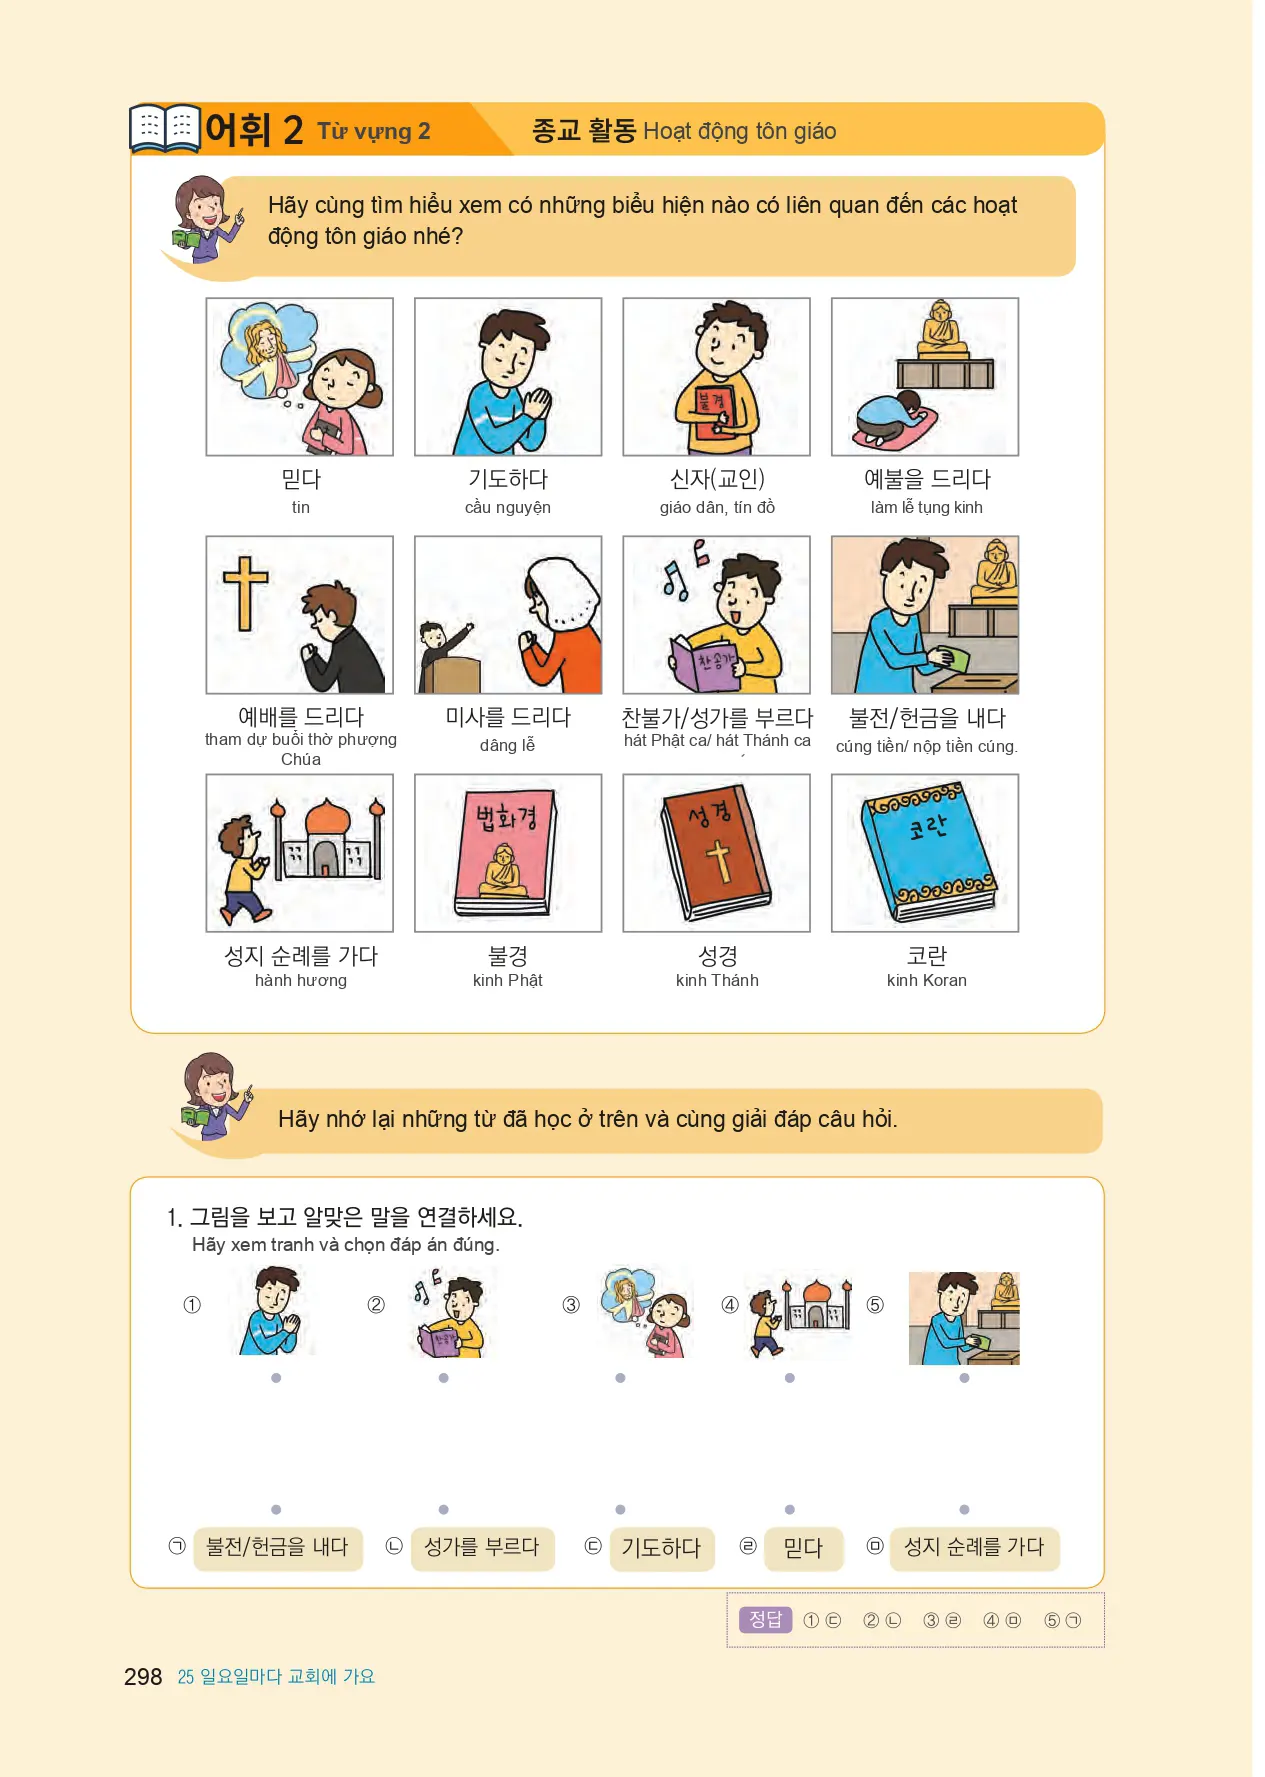 어휘 2 Từ vựng 2 종교 활동 Hoạt động tôn giáo
Hãy cùng tìm hiểu xem có những biểu hiện nào có liên quan đến các hoạt
động tôn giáo nhé?
불경
믿다 기도하다 신자(교인) 예불을 드리다
tin cầu nguyện giáo dân, tín đồ làm lễ tụng kinh
찬송가
예배를 드리다 미사를 드리다 찬불가/성가를 부르다 불전/헌금을 내다
tham dự buổi thờ phượng dâng lễ hát Phật ca/ hát Thánh ca cúng tiền/ nộp tiền cúng.
Chúa
법화경 성경 코란
성지 순례를 가다 불경 성경 코란
hành hương kinh Phật kinh Thánh kinh Koran
Hãy nhớ lại những từ đã học ở trên và cùng giải đáp câu hỏi.
1. 그림을 보고 알맞은 말을 연결하세요.
Hãy xem tranh và chọn đáp án đúng.
① ② ③ ④ ⑤
찬송가
㉠ 불전/헌금을 내다 ㉡ 성가를 부르다 ㉢ 기도하다 ㉣ 믿다 ㉤ 성지 순례를 가다
정답 ① ㉢ ② ㉡ ③ ㉣ ④ ㉤ ⑤ ㉠
298 25 일요일마다 교회에 가요